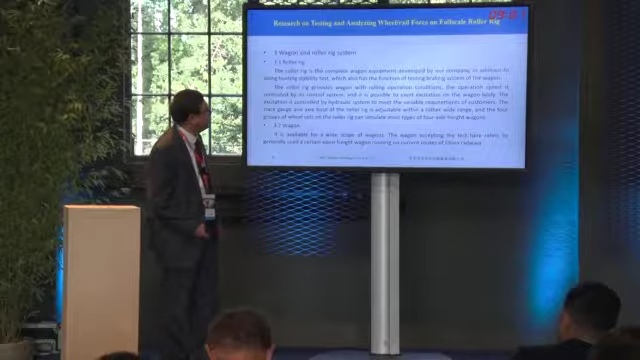 Research on Testing and Analyzing Wheel/rail Force on Fullscale Roller Rig
3 Wagon and roller rig system
3.1 Roller rig
The roller rig is the complete wagon equipment developed by our company in addition to
doing hunting stability test, which also has the function of testing braking system of the wagon.
The roller rig provides wagon with rolling operation conditions, the operation speed is
controlled by its control system, and it is possible to exert excitation on the wagon body. The
excitation is controlled by hydraulic system to meet the variable requirements of customers. The
track gauge and axle base of the roller rig is adjustable within a rather wide range, and the four
groups of wheel sets on the roller rig can simulate most types of four-axle freight wagons
3.2 Wagon
It is available for a wide scope of wagons. The wagon accepting the test here refers to
generally used a certain ware freight wagon running on current routes of China railways